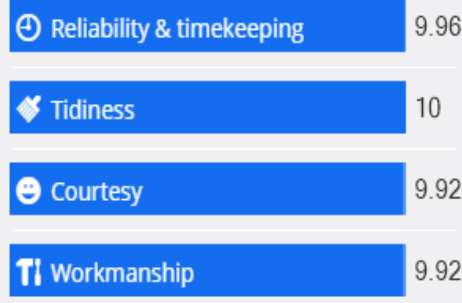 Reliability & timekeeping 9.96
Tidiness 10
Courtesy 9.92
Workmanship 9.92